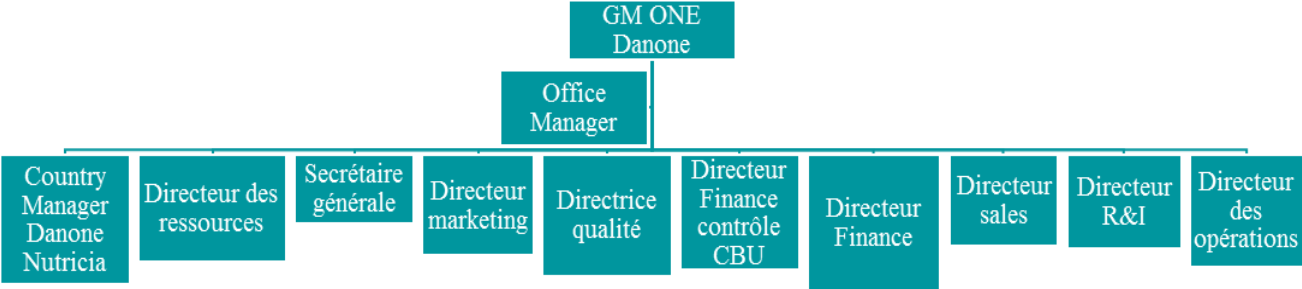 GM ONE
Danone
Office
Manager
Country
Manager
Danone
Nutricia
Directeur des
ressources
Secrétaire
générale
Directeur
marketing
Directrice
qualité
Directeur
Finance
contrôle
CBU
Directeur
Finance
Directeur
sales
Directeur
R&I
Directeur
des
opérations